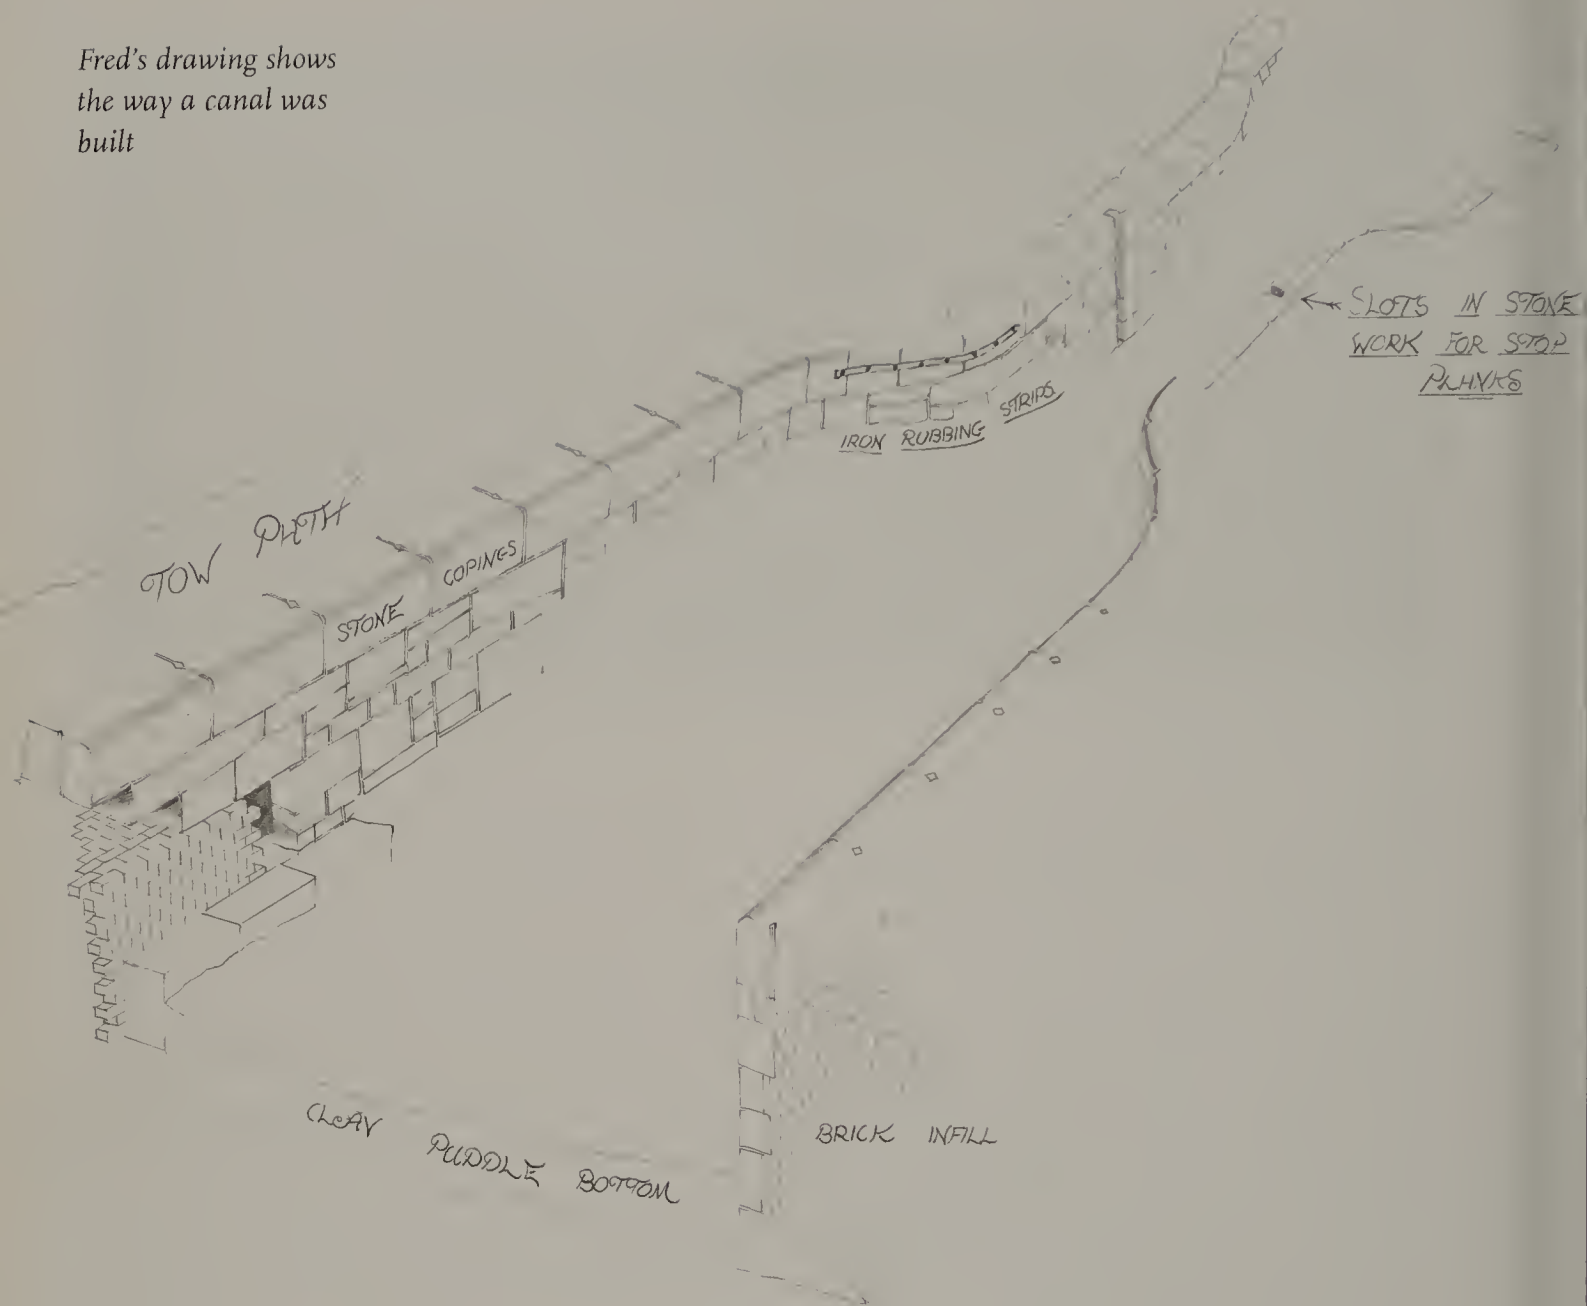 Fred's drawing shows
the way a canal was
built
SLOTS IN STONE
WORK FOR STOP
PLANKS
IRON RUBBING STRIPS
TOW PATH
STONE COPINGS
CLAY PUDDLE BOTTOM
BRICK INFILL